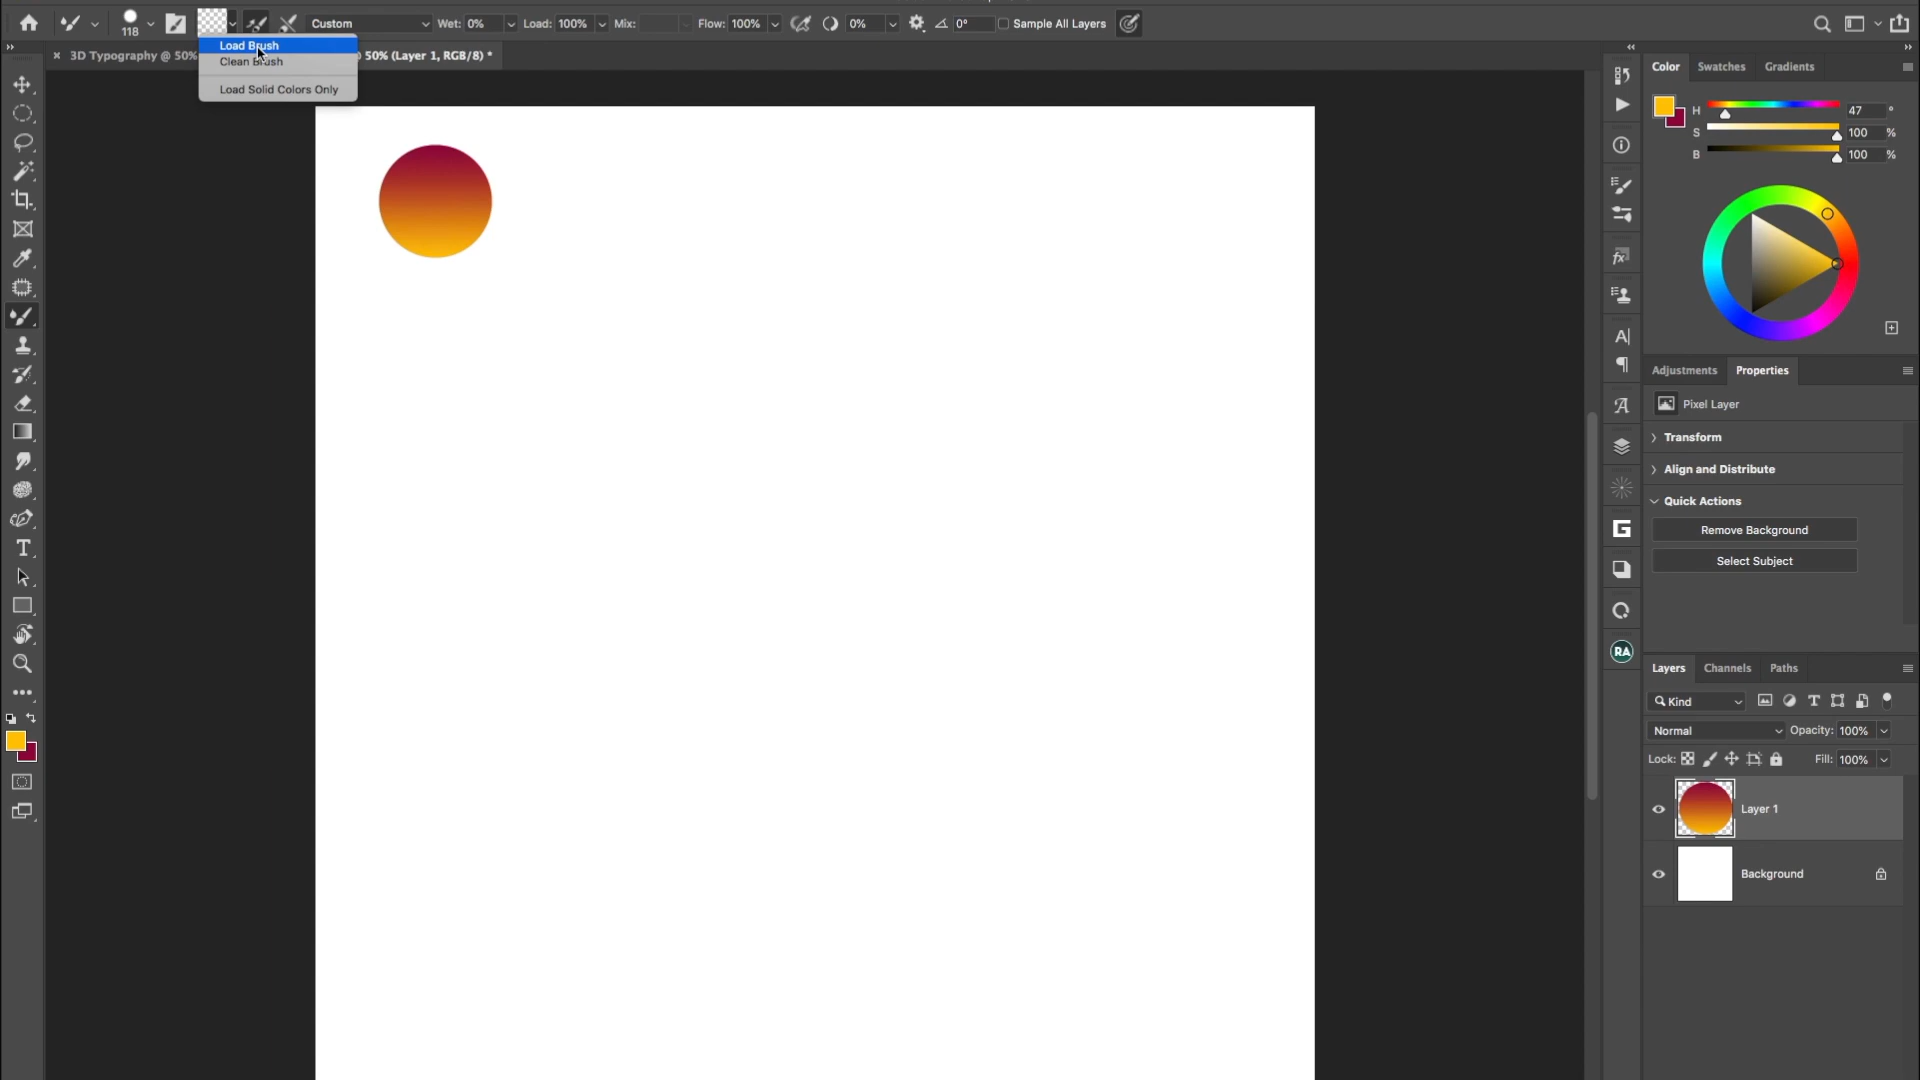 118 Custom Wet: 0% Load: 100% Mix: Flow: 100% 0% 0° Sample All Layers
Load Brush
Clean Brush
Load Solid Colors Only
× 3D Typography @ 50% 50% (Layer 1, RGB/8) *
Color Swatches Gradients
H 47 °
S 100 %
B 100 %
Adjustments Properties
Pixel Layer
Transform
Align and Distribute
Quick Actions
Remove Background
Select Subject
RA
Layers Channels Paths
Kind
Normal Opacity: 100%
Lock: Fill: 100%
Layer 1
Background